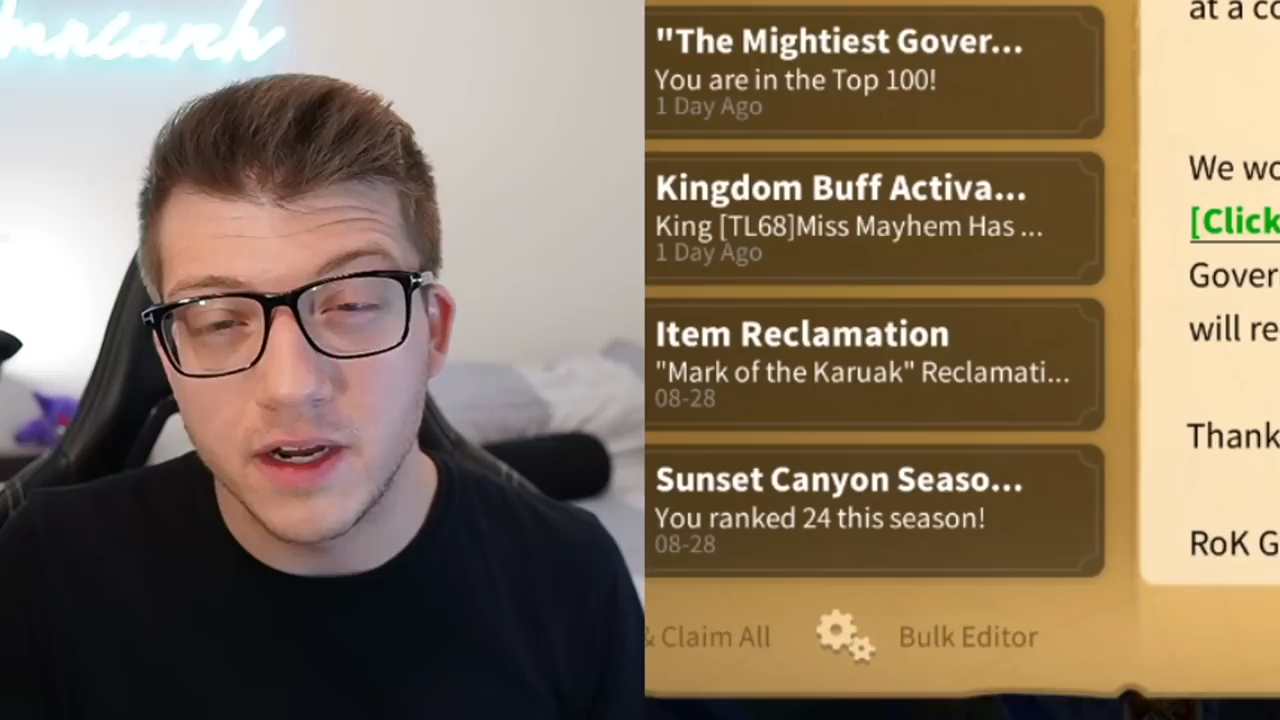 "The Mightiest Gover...
You are in the Top 100!
1 Day Ago
Kingdom Buff Activa...
King [TL68]Miss Mayhem Has ...
1 Day Ago
Item Reclamation
"Mark of the Karuak" Reclamati...
08-28
Sunset Canyon Seaso...
You ranked 24 this season!
08-28
& Claim All
Bulk Editor
at a co
We wo
[Click
Gover
will re
Thank
RoK G